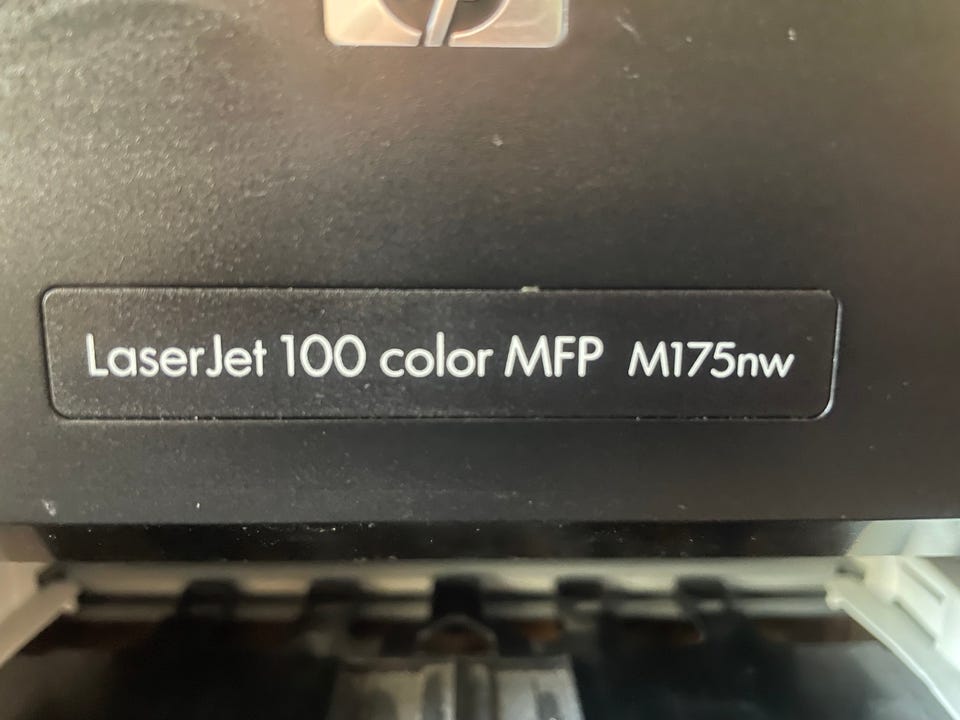 LaserJet 100 color MFP M175nw